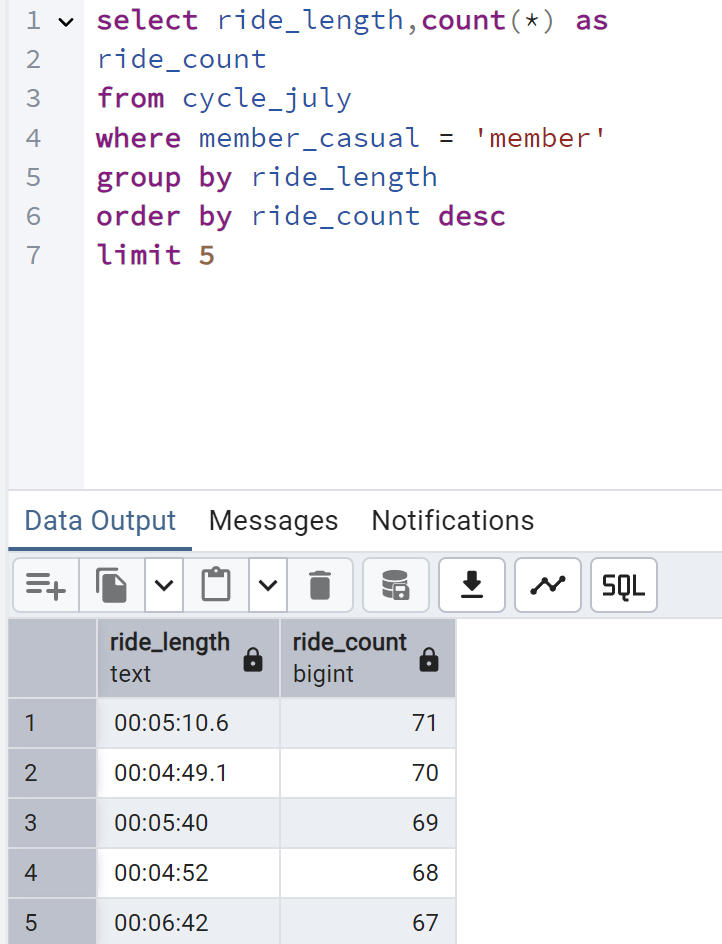 1 select ride_length,count(*) as
2 ride_count
3 from cycle_july
4 where member_casual = 'member'
5 group by ride_length
6 order by ride_count desc
7 limit 5
Data Output Messages Notifications
SQL
ride_length ride_count
text bigint
1 00:05:10.6 71
2 00:04:49.1 70
3 00:05:40 69
4 00:04:52 68
5 00:06:42 67